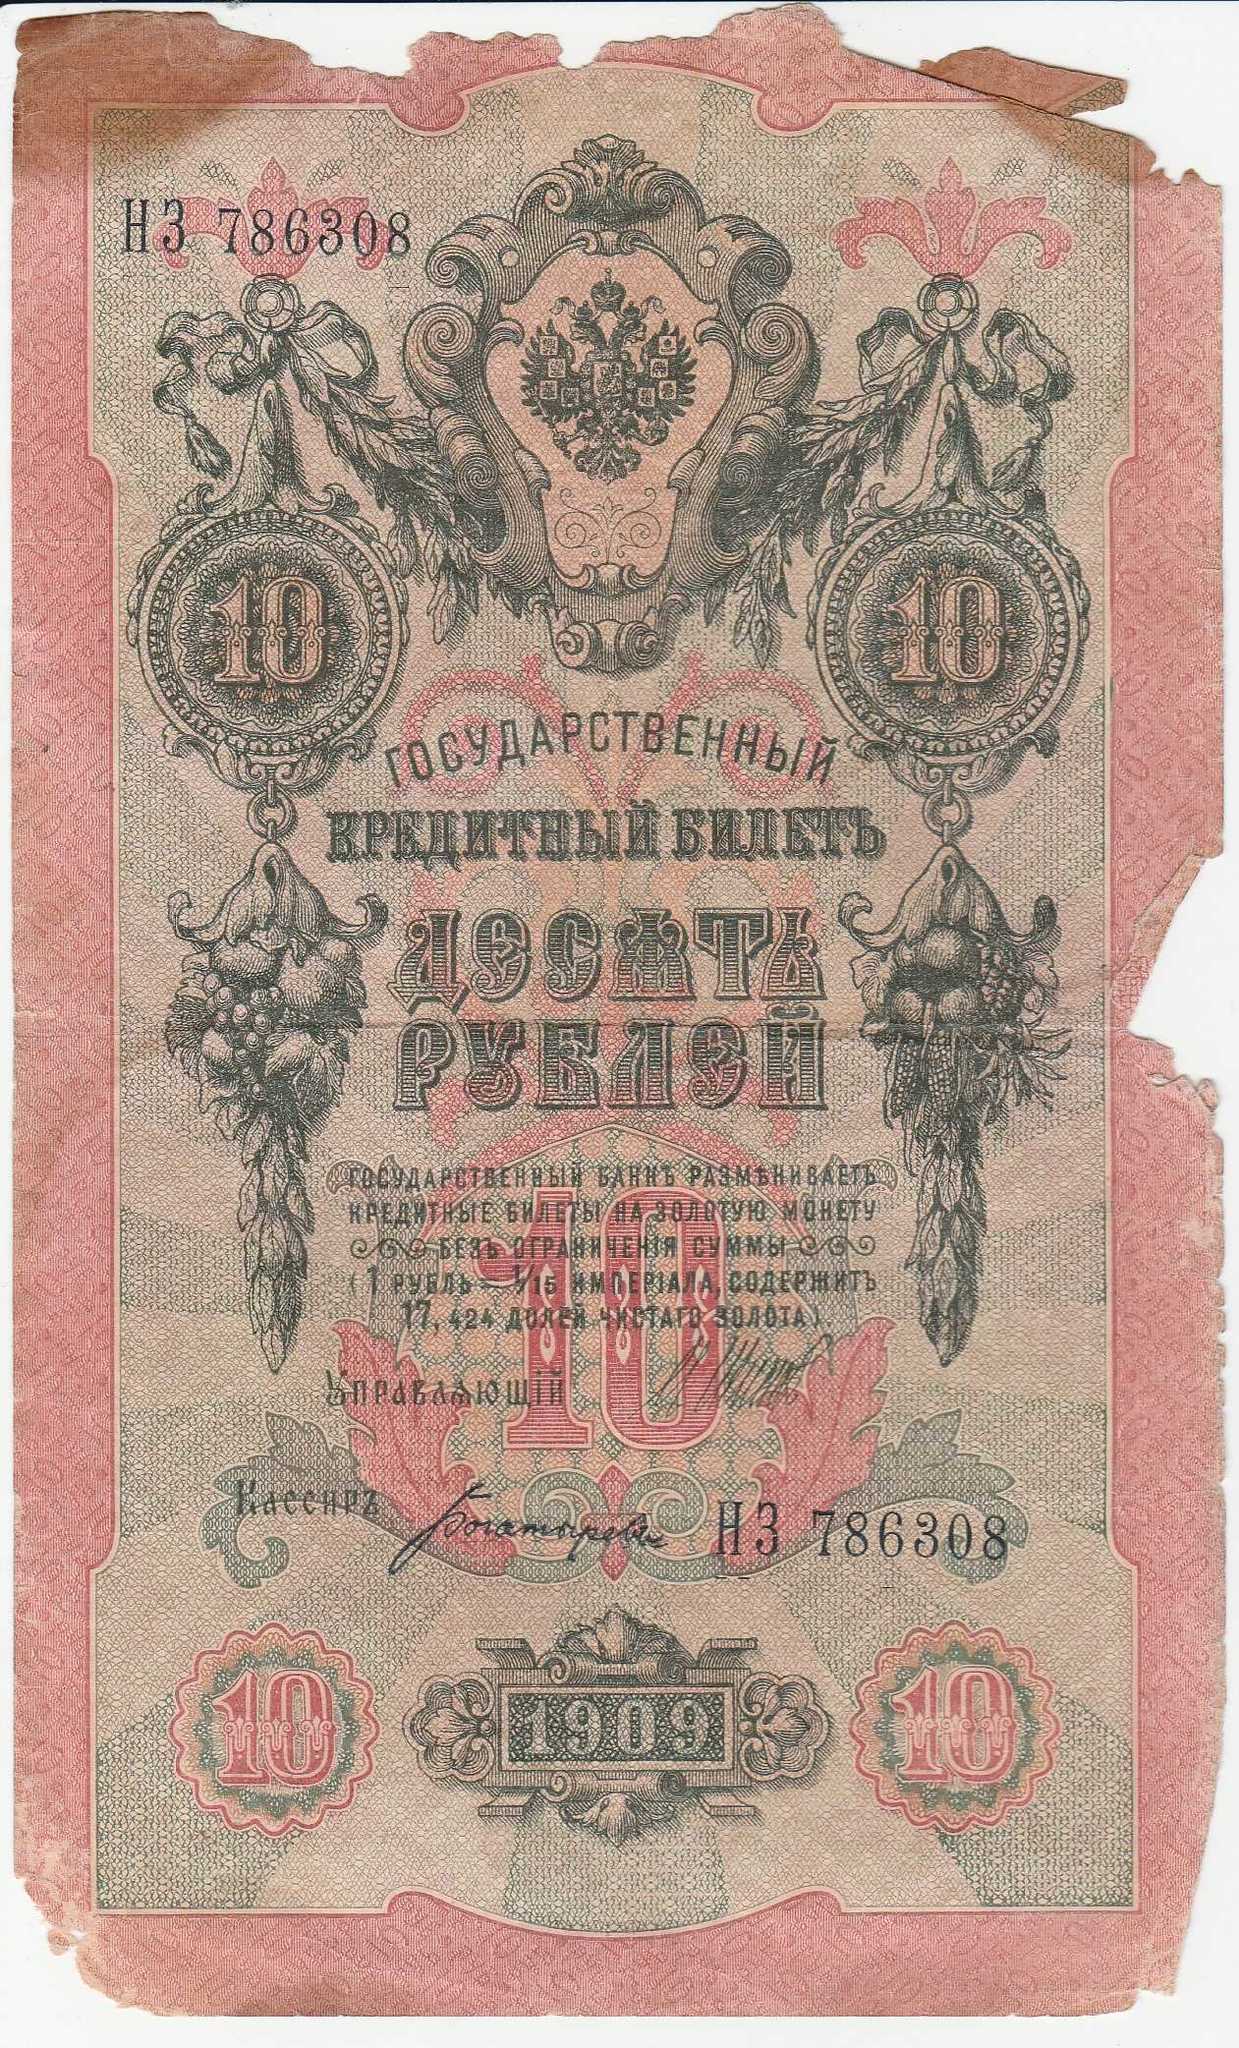 НЗ 786308
10 10
ГОСУДАРСТВЕННЫЙ
КРЕДИТНЫЙ БИЛЕТЪ
ДЕСЯТЬ
РУБЛЕЙ
ГОСУДАРСТВЕННЫЙ БАНКЪ РАЗМѢНИВАЕТЪ
КРЕДИТНЫЕ БИЛЕТЫ НА ЗОЛОТУЮ МОНЕТУ
БЕЗЪ ОГРАНИЧЕНІЯ СУММЫ
(1 РУБЛЬ = 1/15 ИМПЕРІАЛА, СОДЕРЖИТЪ
17,424 ДОЛЕЙ ЧИСТАГО ЗОЛОТА).
10
УПРАВЛЯЮЩІЙ
Кассиръ
НЗ 786308
10 1909 10